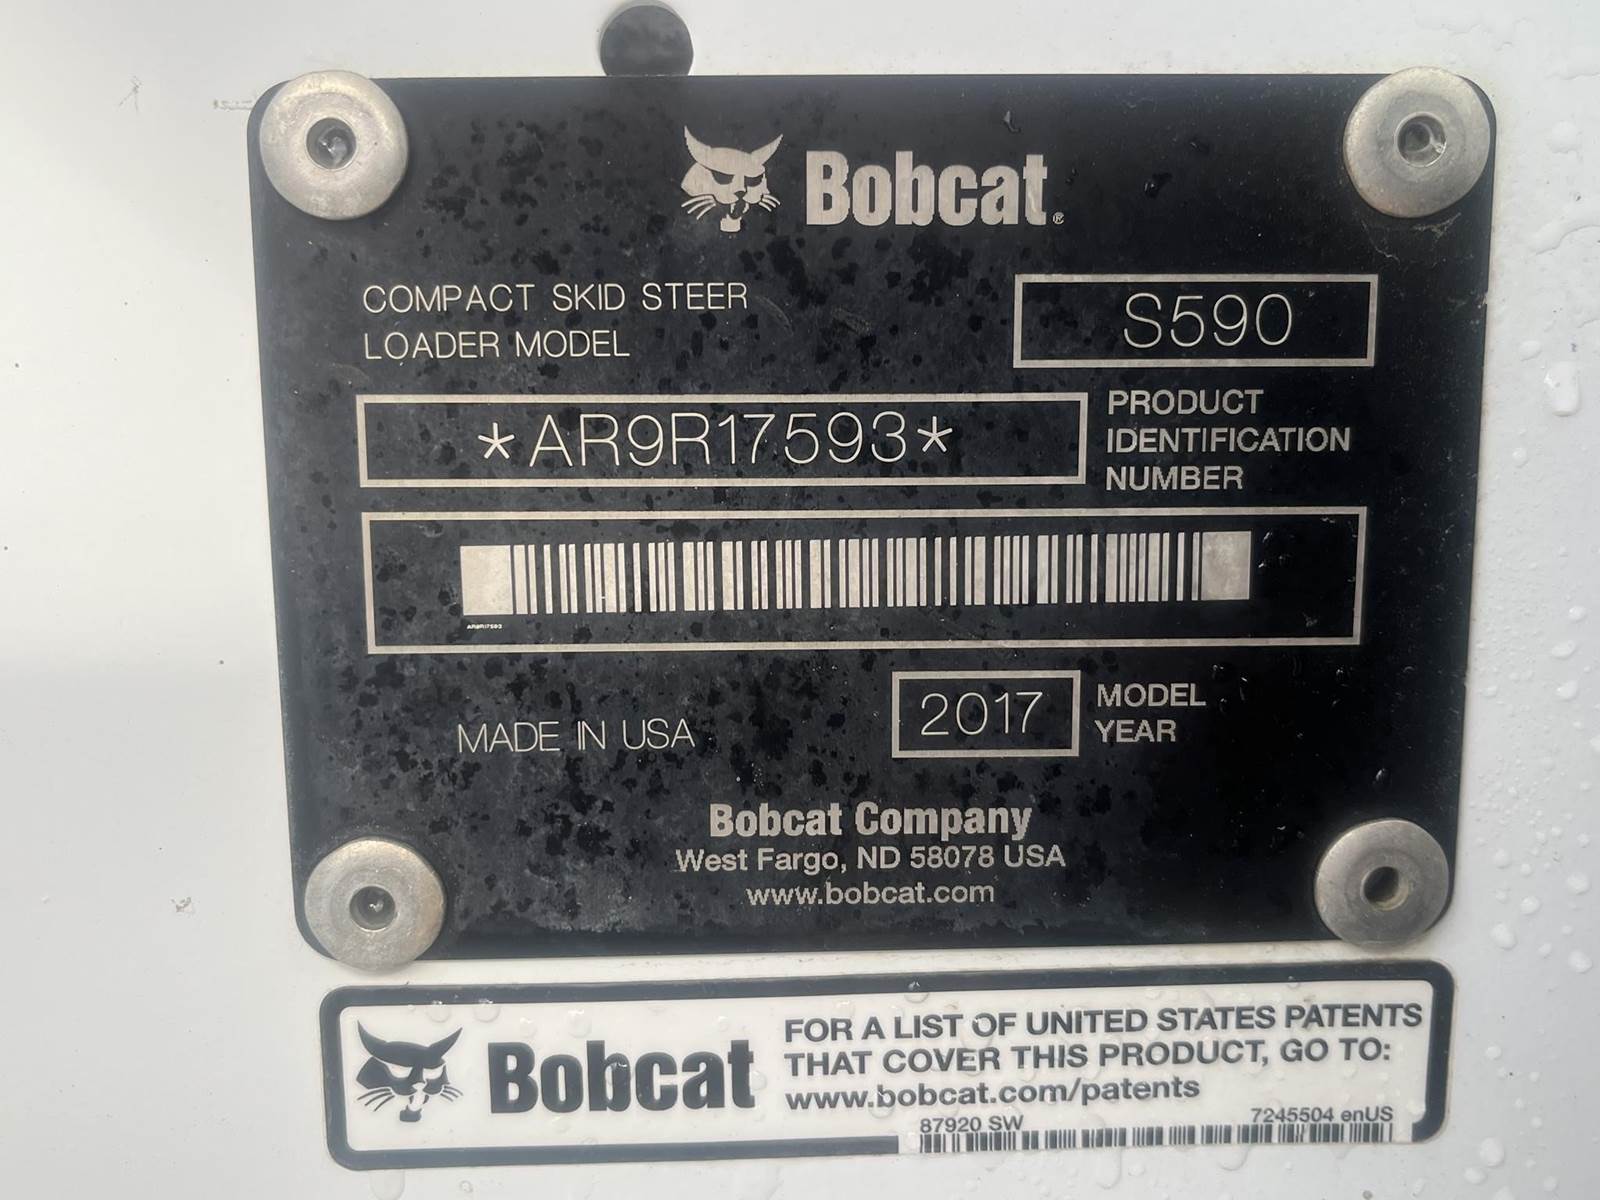 Bobcat®
COMPACT SKID STEER
LOADER MODEL
S590
*AR9R17593*
PRODUCT
IDENTIFICATION
NUMBER
AR9R17593
MADE IN USA
2017
MODEL
YEAR
Bobcat Company
West Fargo, ND 58078 USA
www.bobcat.com
Bobcat
FOR A LIST OF UNITED STATES PATENTS
THAT COVER THIS PRODUCT, GO TO:
www.bobcat.com/patents
87920 SW
7245504 enUS